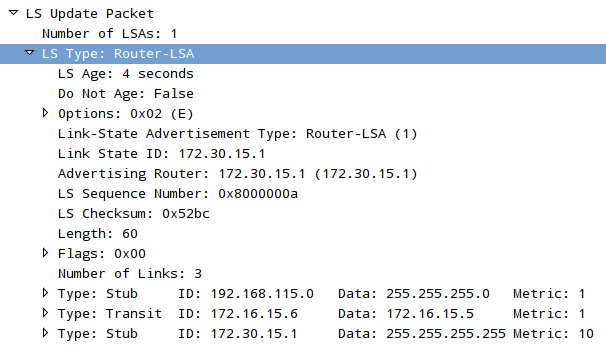 LS Update Packet
Number of LSAs: 1
LS Type: Router-LSA
LS Age: 4 seconds
Do Not Age: False
Options: 0x02 (E)
Link-State Advertisement Type: Router-LSA (1)
Link State ID: 172.30.15.1
Advertising Router: 172.30.15.1 (172.30.15.1)
LS Sequence Number: 0x8000000a
LS Checksum: 0x52bc
Length: 60
Flags: 0x00
Number of Links: 3
Type: Stub ID: 192.168.115.0 Data: 255.255.255.0 Metric: 1
Type: Transit ID: 172.16.15.6 Data: 172.16.15.5 Metric: 1
Type: Stub ID: 172.30.15.1 Data: 255.255.255.255 Metric: 10